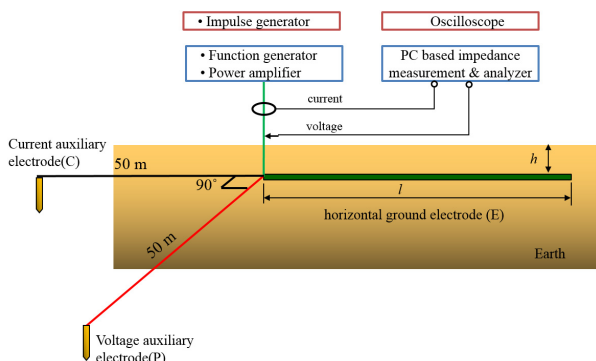 • Impulse generator
Oscilloscope
• Function generator
• Power amplifier
PC based impedance
measurement & analyzer
current
voltage
Current auxiliary
electrode(C)
50 m
h
90°
l
horizontal ground electrode (E)
50 m
Earth
Voltage auxiliary
electrode(P)